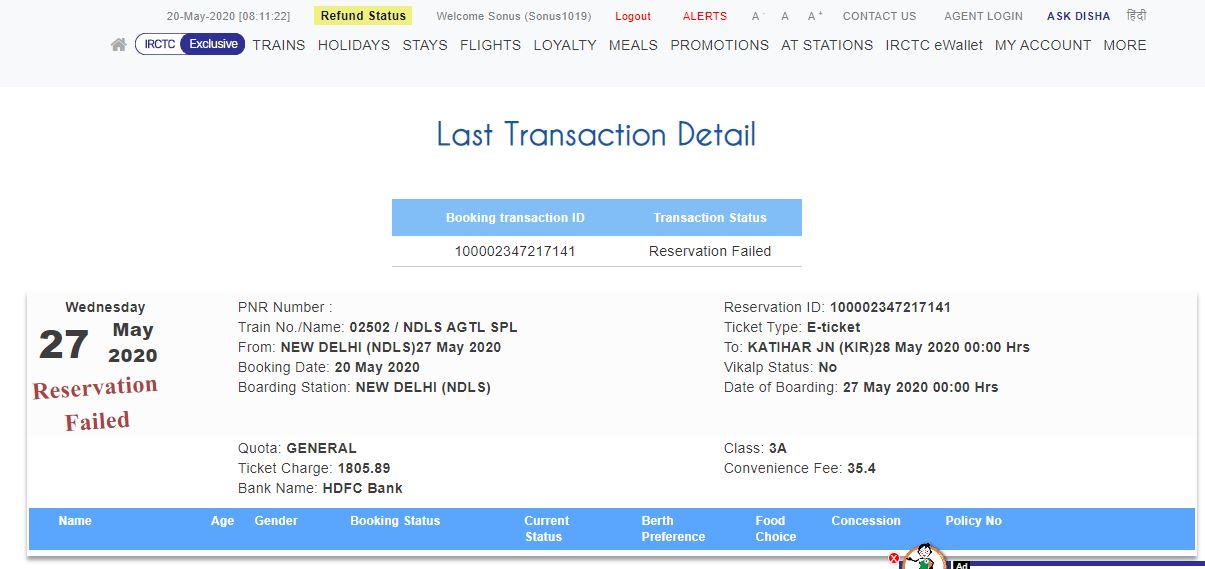 20-May-2020 [08:11:22] Refund Status Welcome Sonus (Sonus1019) Logout ALERTS A - A A + CONTACT US AGENT LOGIN ASK DISHA हिंदी
IRCTC Exclusive TRAINS HOLIDAYS STAYS FLIGHTS LOYALTY MEALS PROMOTIONS AT STATIONS IRCTC eWallet MY ACCOUNT MORE
Last Transaction Detail
Booking transaction ID Transaction Status
100002347217141 Reservation Failed
Wednesday
27 May
2020
Reservation
Failed
PNR Number :
Train No./Name: 02502 / NDLS AGTL SPL
From: NEW DELHI (NDLS)27 May 2020
Booking Date: 20 May 2020
Boarding Station: NEW DELHI (NDLS)
Reservation ID: 100002347217141
Ticket Type: E-ticket
To: KATIHAR JN (KIR)28 May 2020 00:00 Hrs
Vikalp Status: No
Date of Boarding: 27 May 2020 00:00 Hrs
Quota: GENERAL
Ticket Charge: 1805.89
Bank Name: HDFC Bank
Class: 3A
Convenience Fee: 35.4
Name Age Gender Booking Status Current Status Berth Preference Food Choice Concession Policy No
Ad